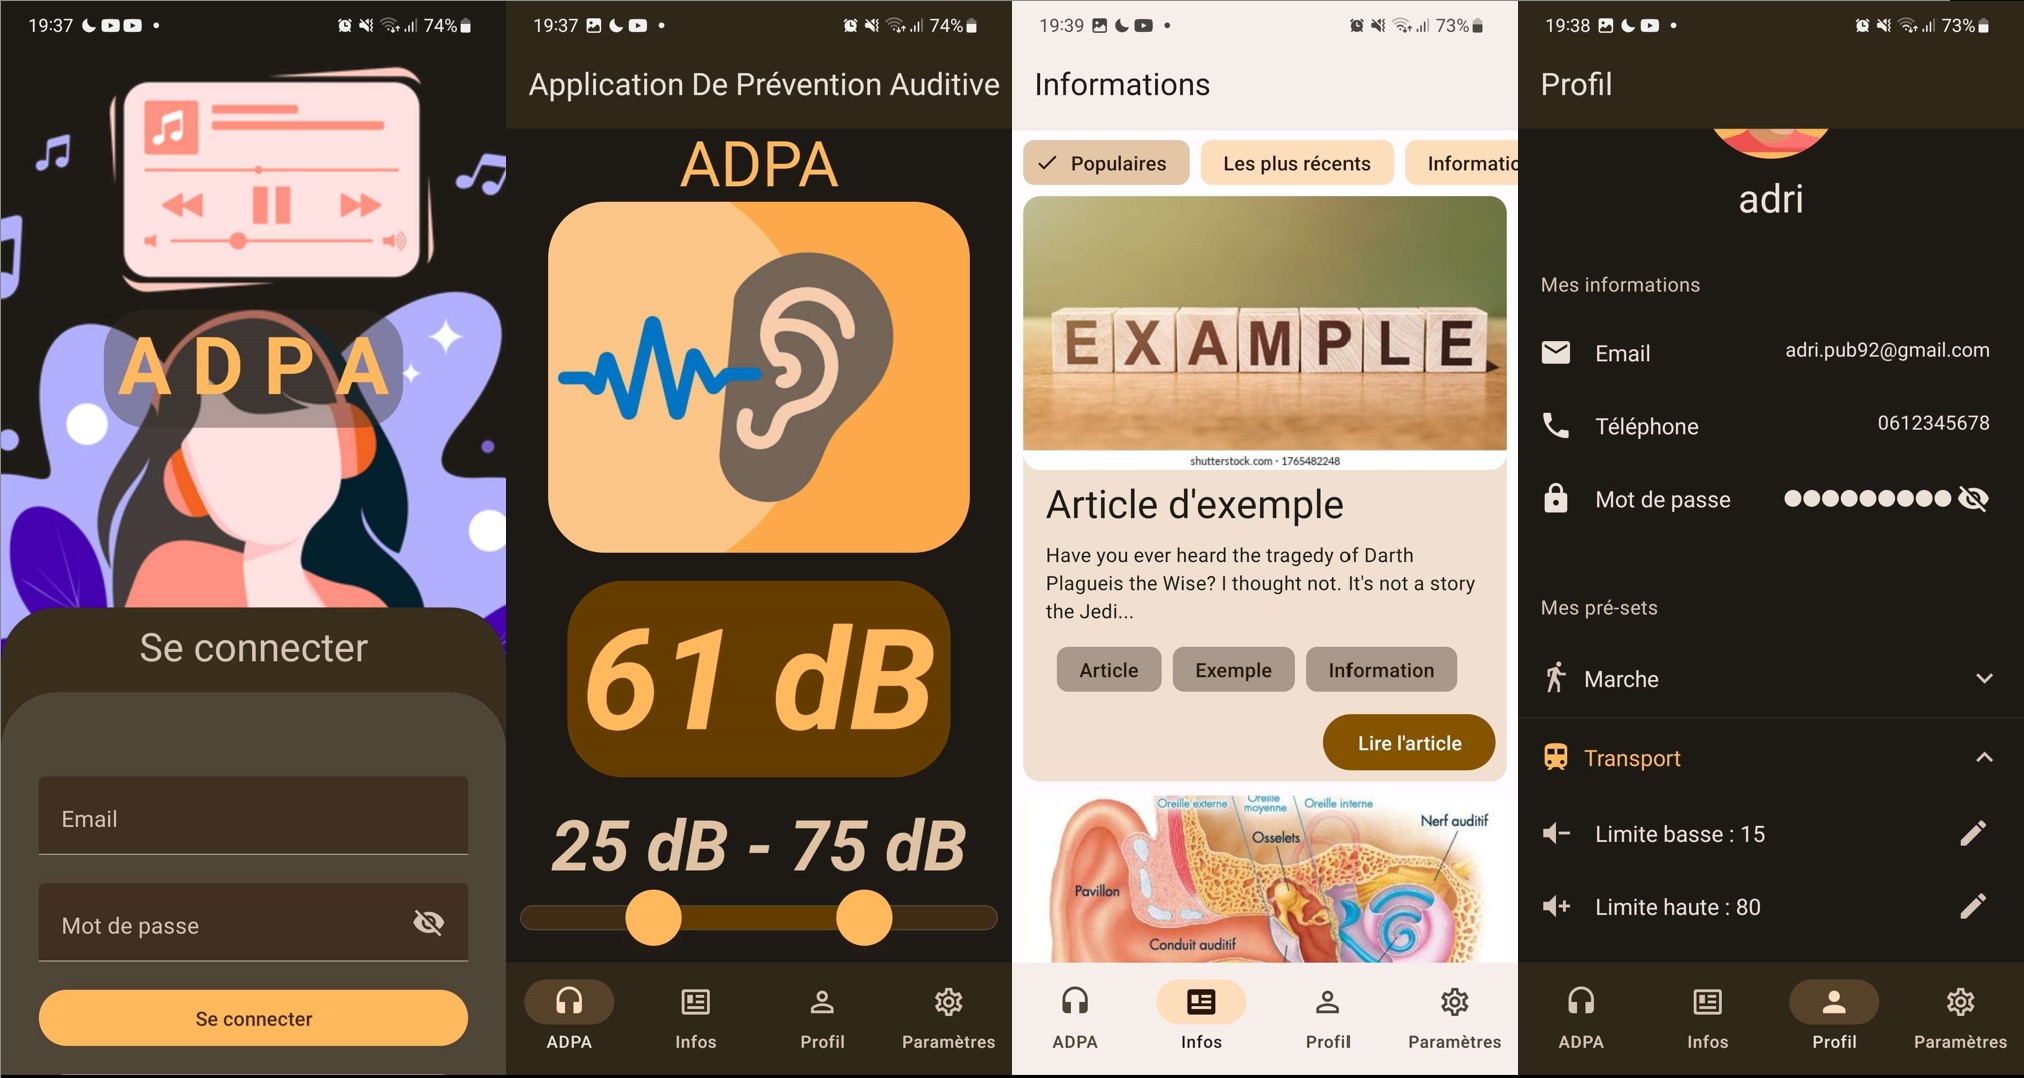 19:37
74%
A D P A
Se connecter
Email
Mot de passe
Se connecter
19:37
74%
Application De Prévention Auditive
ADPA
61 dB
25 dB - 75 dB
ADPA
Infos
Profil
Paramètres
19:39
73%
Informations
Populaires
Les plus récents
Informatio
EXAMPLE
shutterstock.com · 1765482248
Article d'exemple
Have you ever heard the tragedy of Darth
Plagueis the Wise? I thought not. It's not a story
the Jedi...
Article
Exemple
Information
Lire l'article
Oreille externe
Oreille
moyenne
Oreille interne
Nerf auditif
Osselets
Pavillon
Conduit auditif
ADPA
Infos
Profil
Paramètres
19:38
73%
Profil
adri
Mes informations
Email
adri.pub92@gmail.com
Téléphone
0612345678
Mot de passe
Mes pré-sets
Marche
Transport
Limite basse : 15
Limite haute : 80
ADPA
Infos
Profil
Paramètres